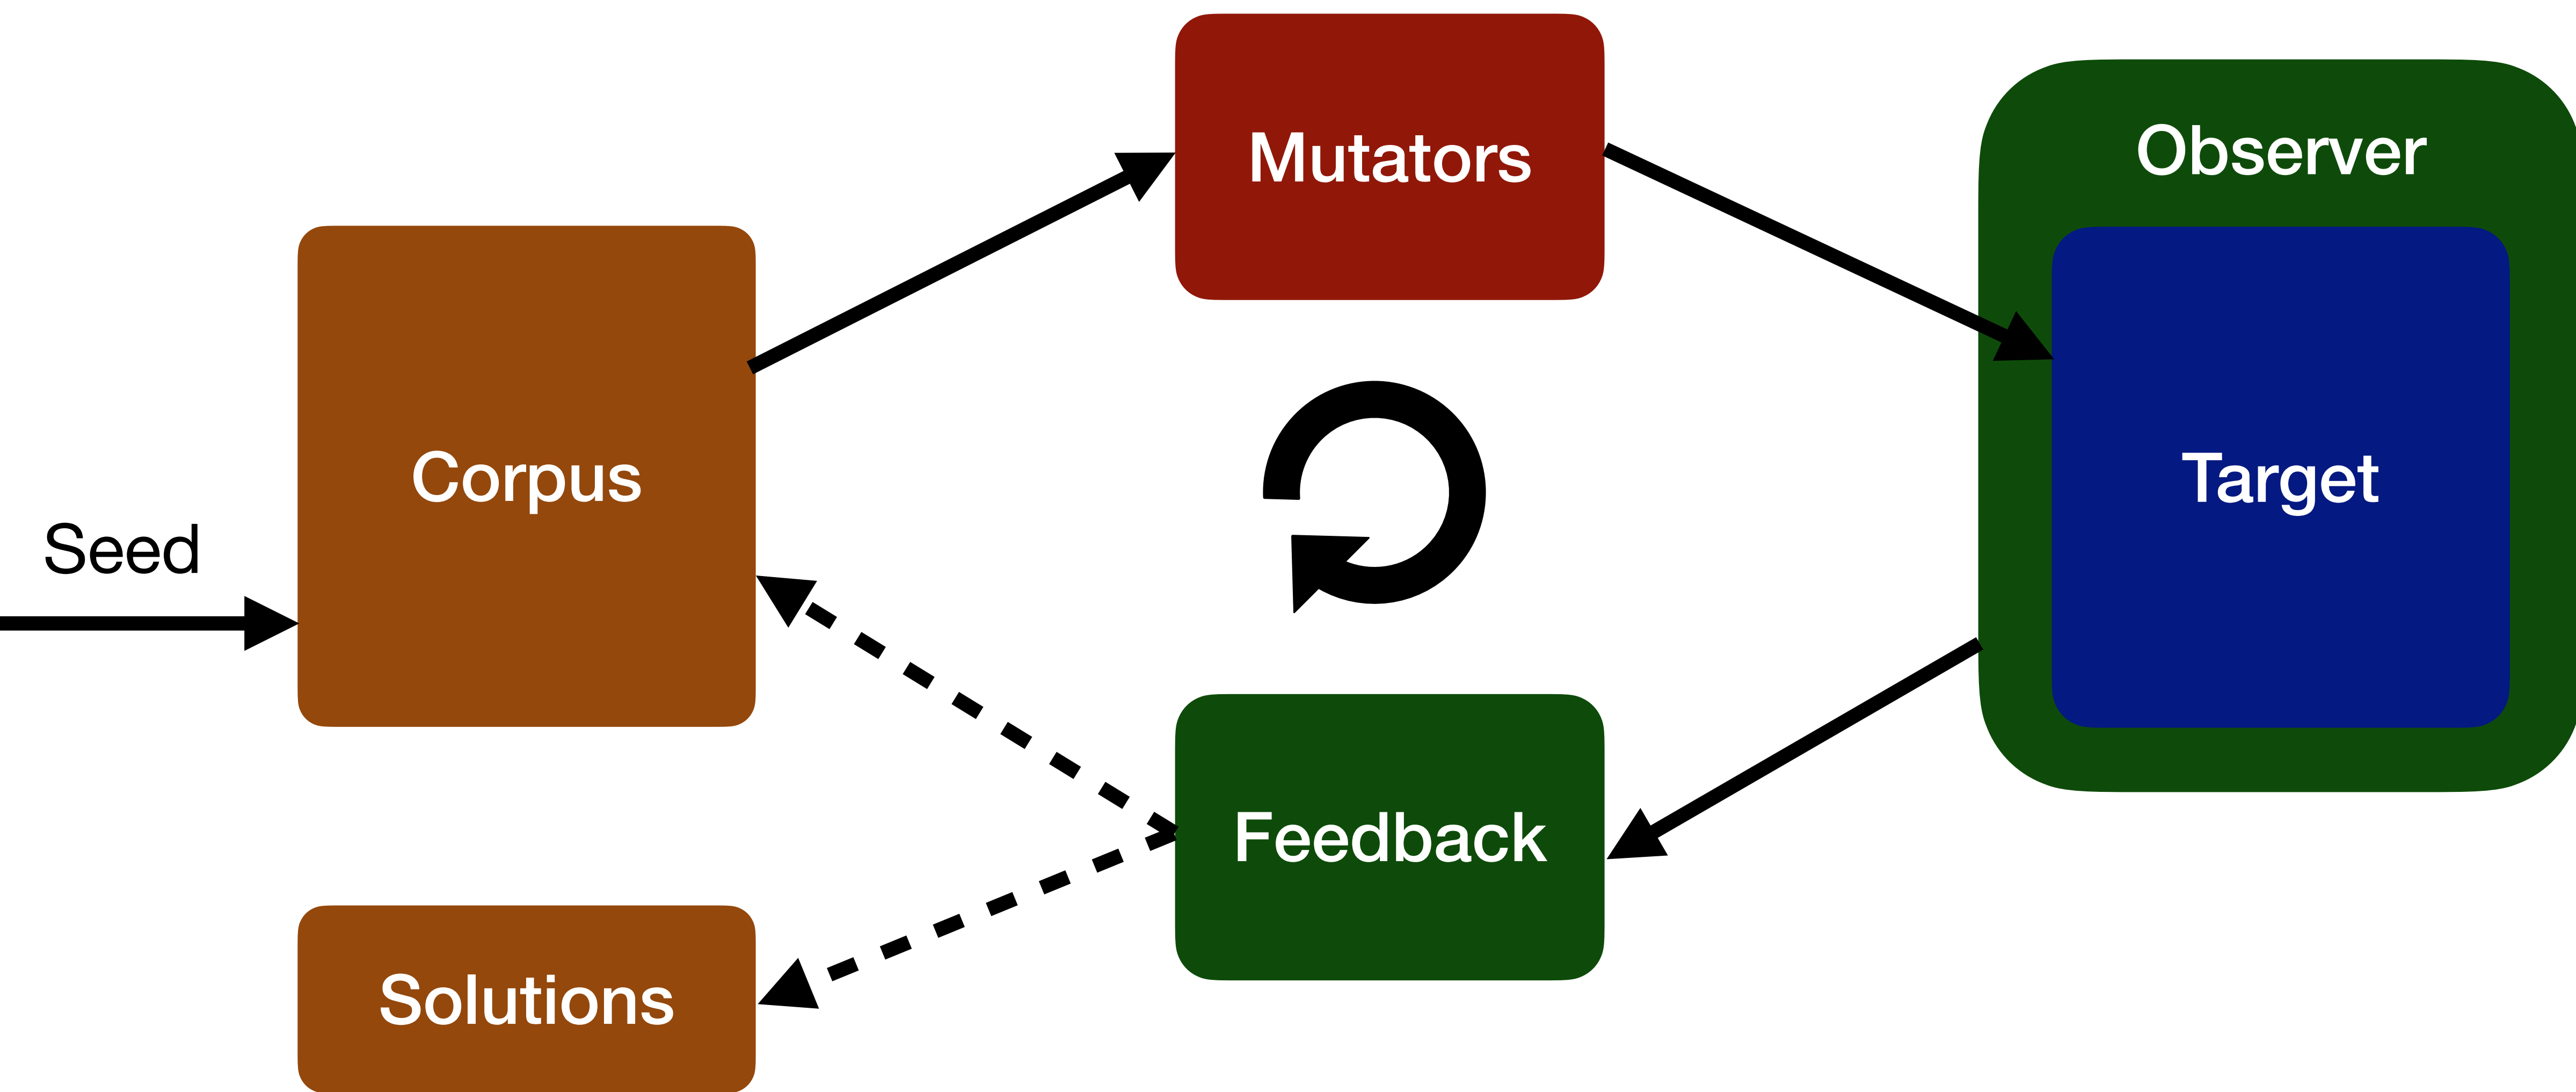 Mutators
Observer
Corpus
Target
Seed
Feedback
Solutions